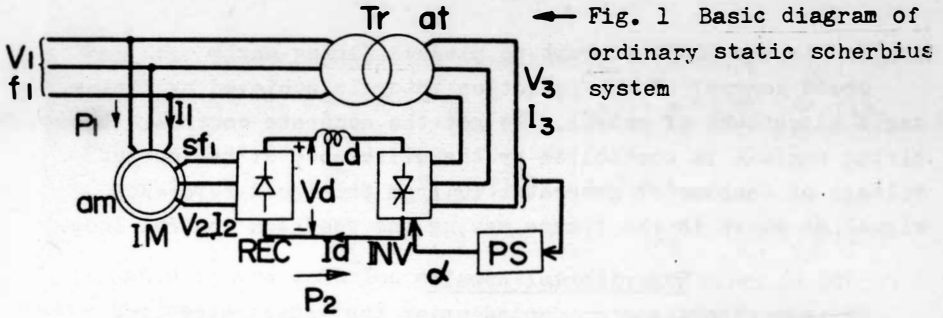 Tr at
← Fig. 1 Basic diagram of
ordinary static scherbius
system
V1
f1
V3
I3
P1
I1
sf1
+
Ld
Vd
am
IM
V2 I2
REC
Id
INV
α
PS
P2